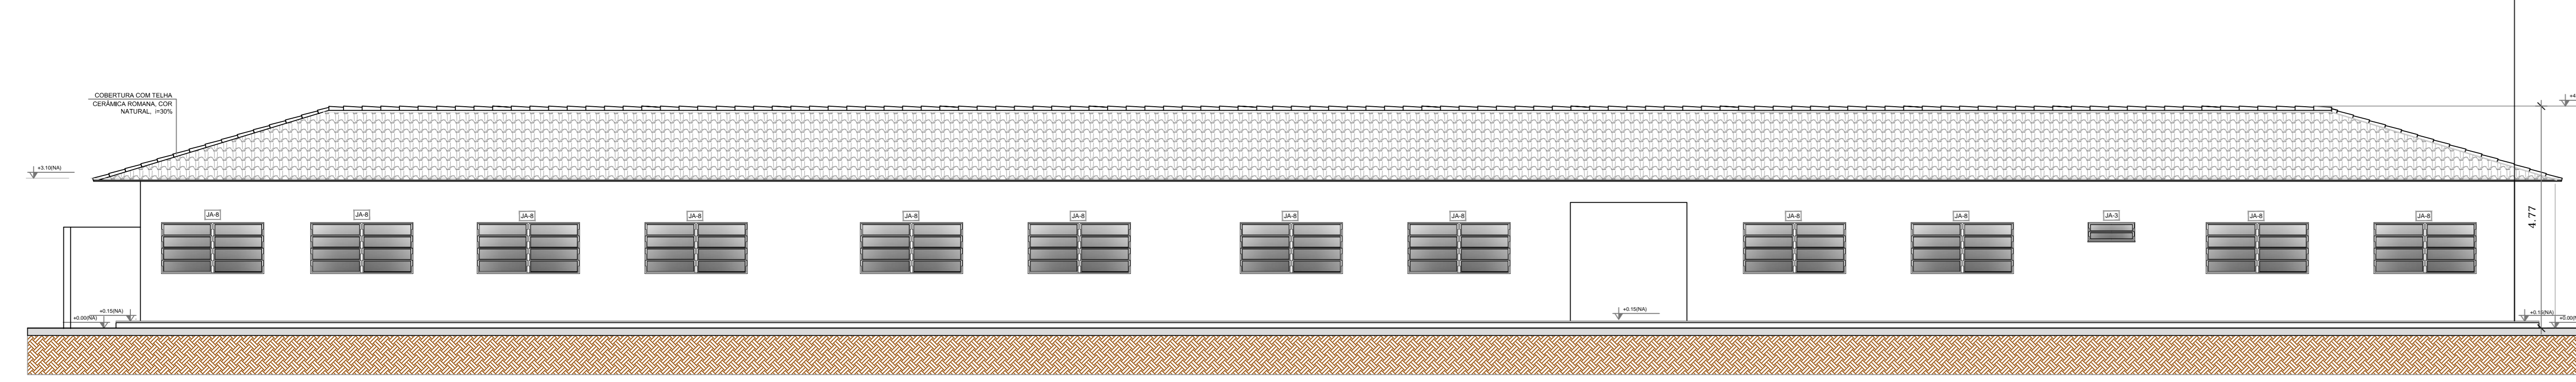 COBERTURA COM TELHA
CERÂMICA ROMANA, COR
NATURAL, i=30%
+3.10(NA)
JA-8
JA-8
JA-8
JA-8
JA-8
JA-8
JA-8
JA-8
JA-8
JA-8
JA-3
JA-8
JA-8
4.77
+0.15(NA)
+0.00(NA)
+0.15(NA)
+0.15(NA)